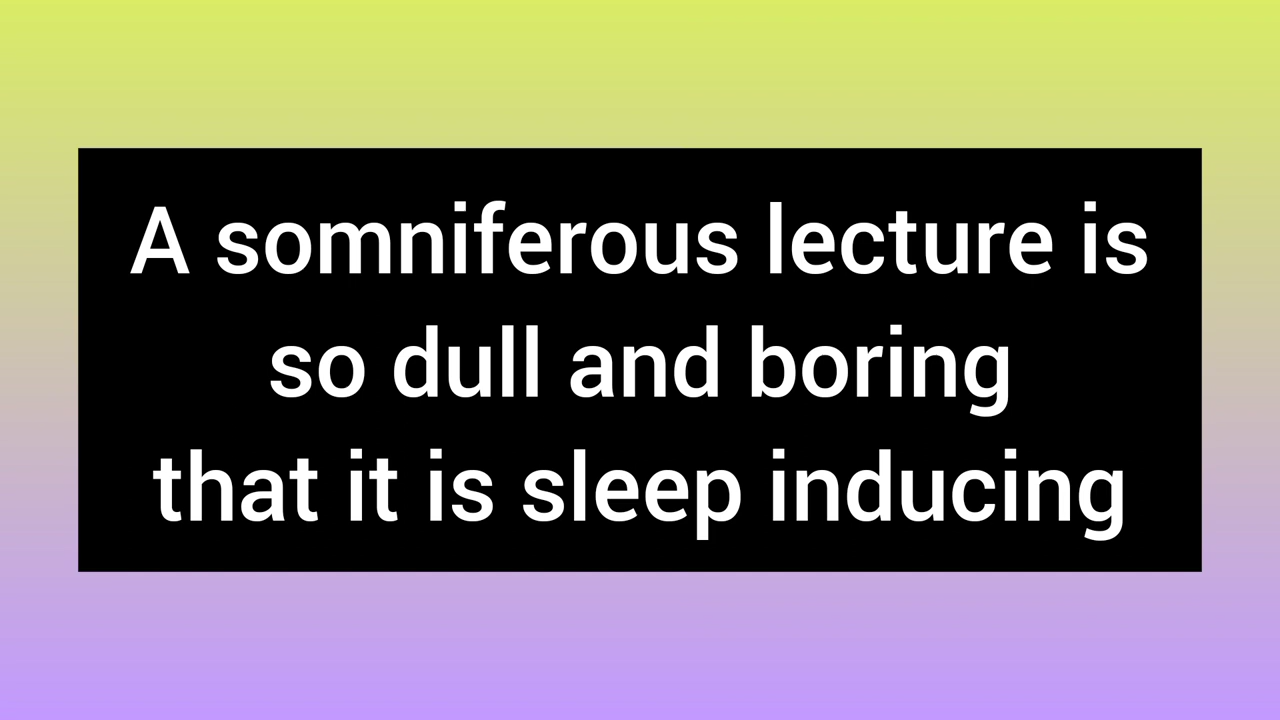 A somniferous lecture is
so dull and boring
that it is sleep inducing